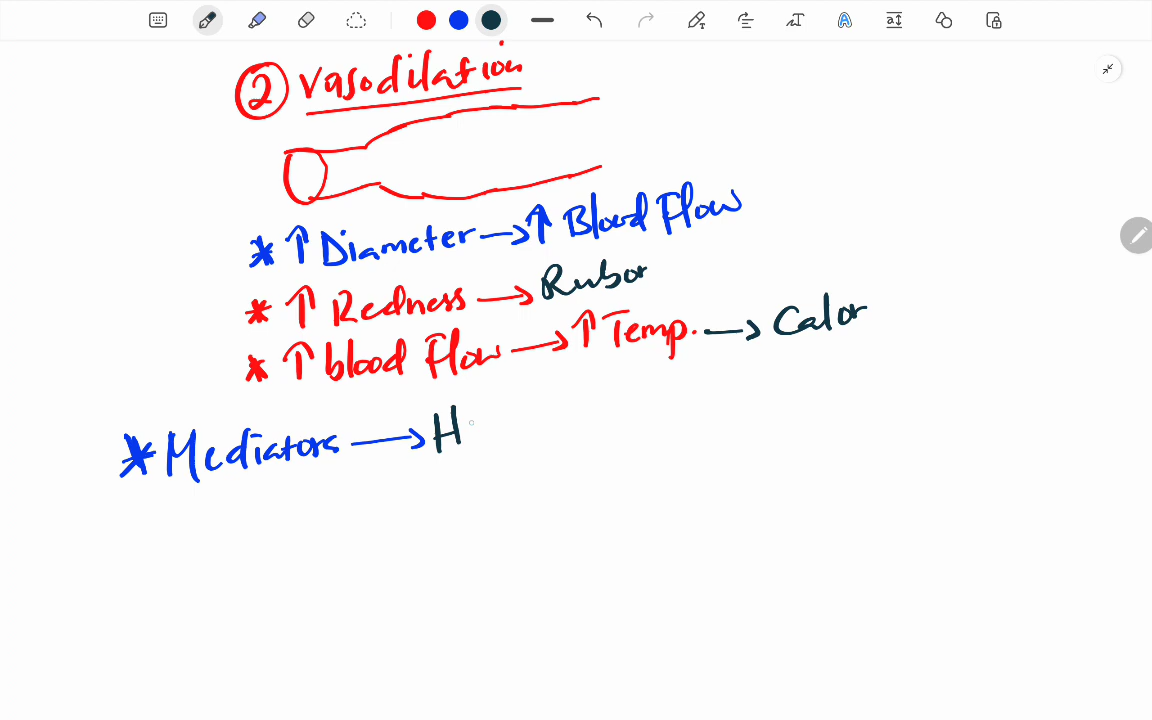 ② Vasodilation
* ↑ Diameter → ↑ Blood Flow
* ↑ Redness → Rubor
* ↑ blood flow → ↑ Temp. → Calor
* Mediators → H